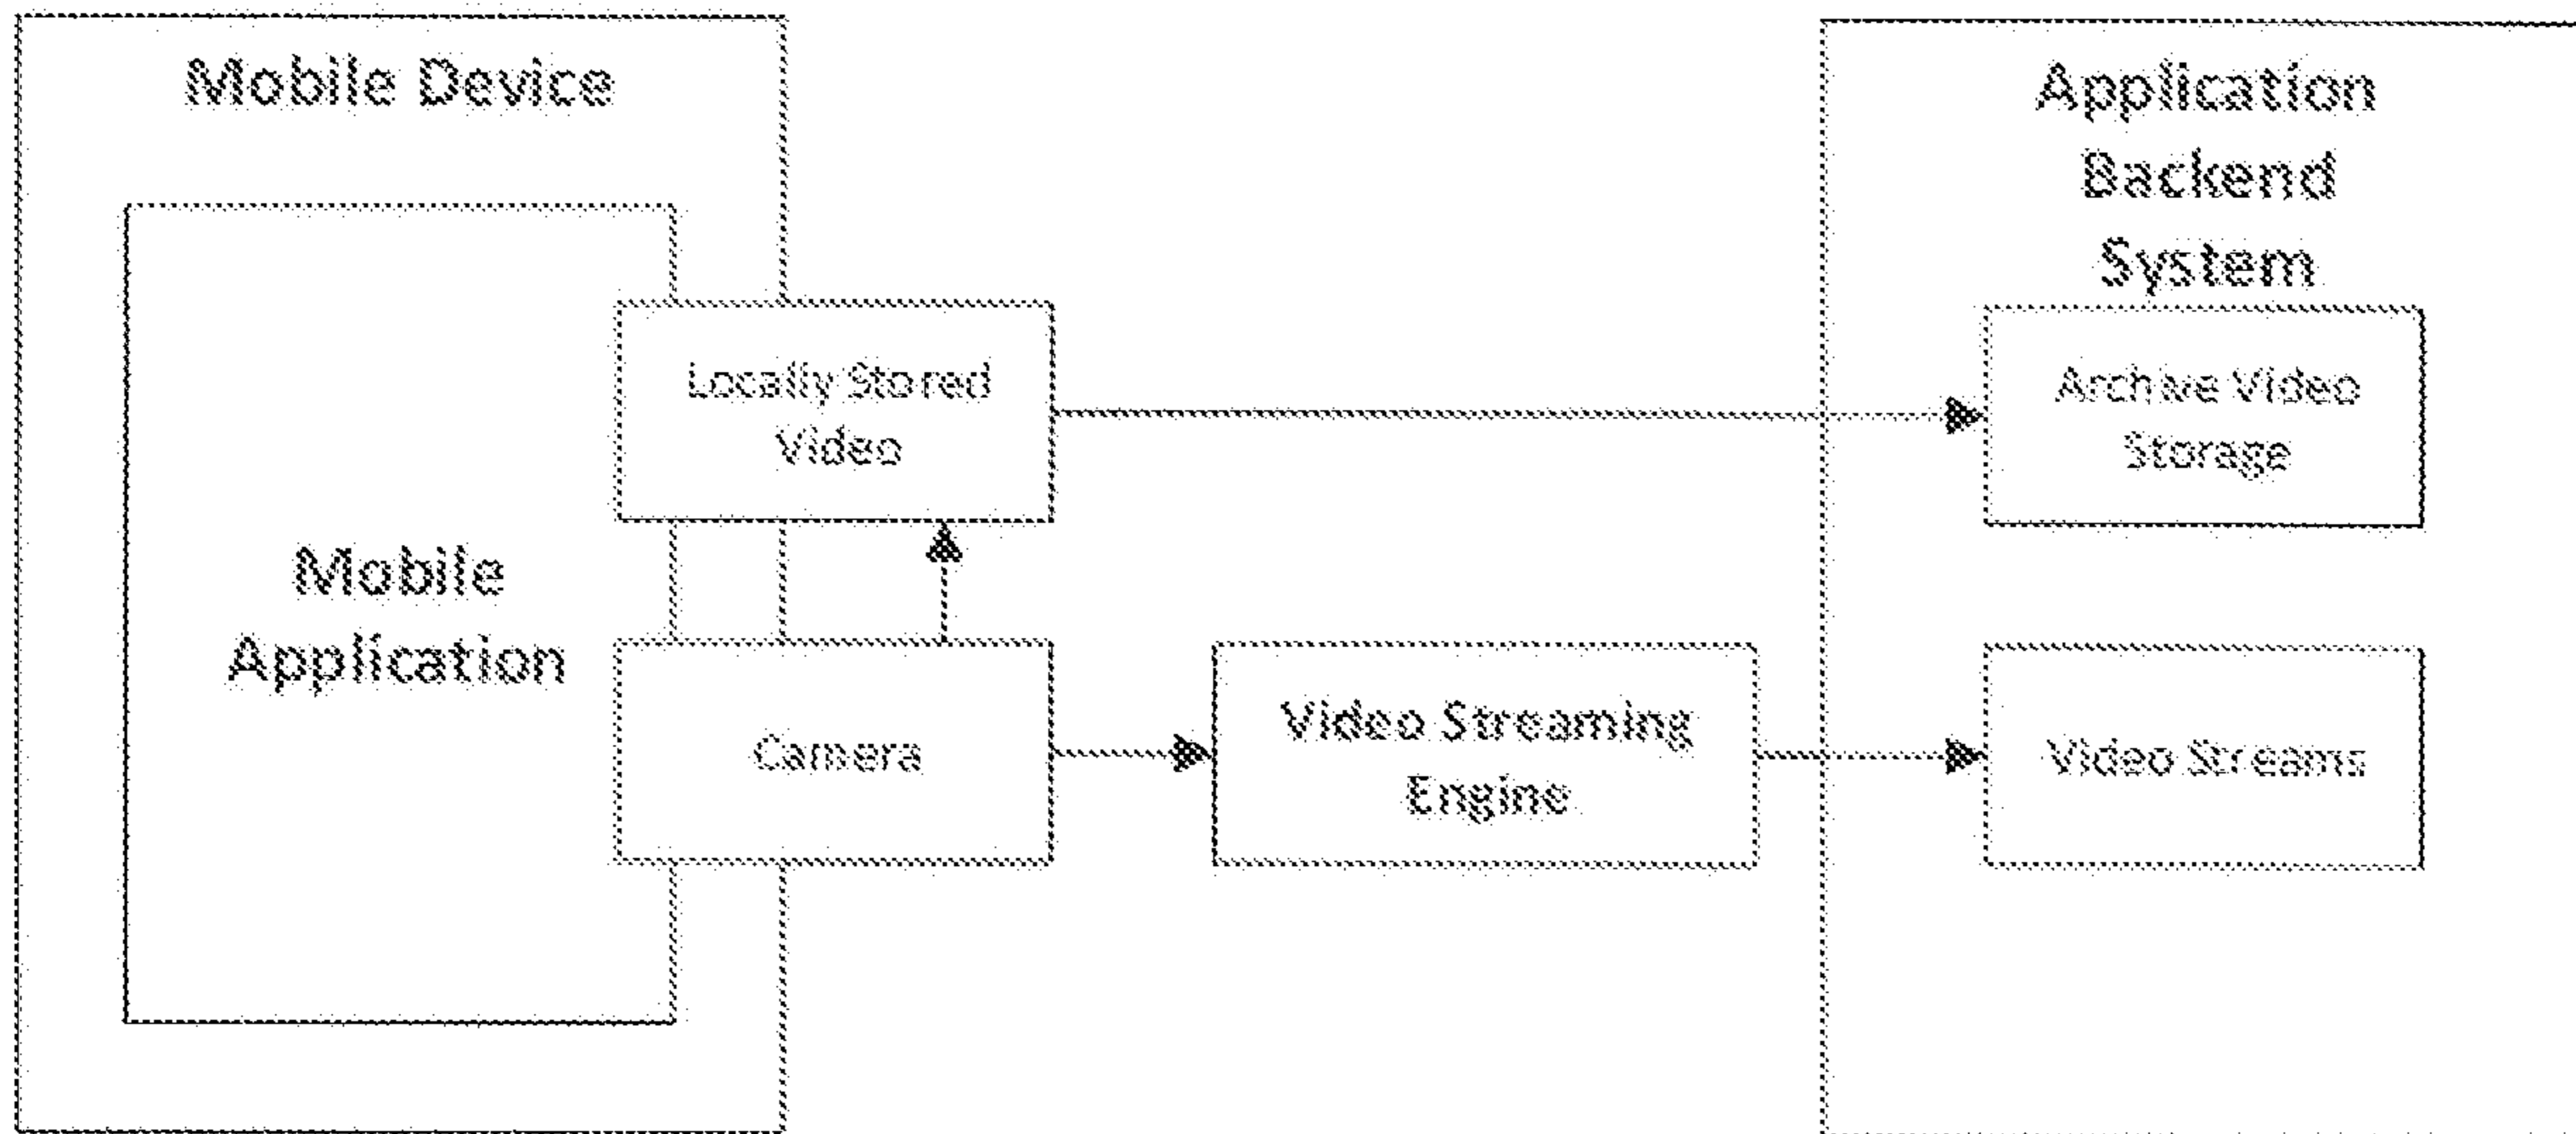 Mobile Device
Application
Backend
System
Locally Stored
Video
Archive Video
Storage
Mobile
Application
Camera
Video Streaming
Engine
Video Streams